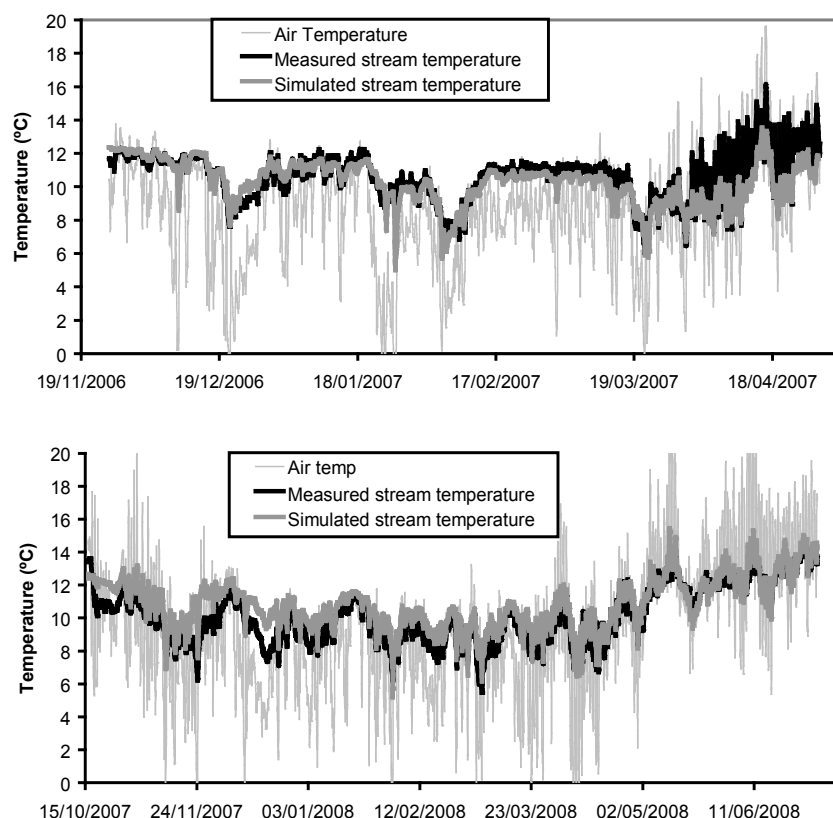 20
18
16
14
12
10
8
6
4
2
0
Temperature (ºC)
Air Temperature
Measured stream temperature
Simulated stream temperature
19/11/2006 19/12/2006 18/01/2007 17/02/2007 19/03/2007 18/04/2007
20
18
16
14
12
10
8
6
4
2
0
Temperature (ºC)
Air temp
Measured stream temperature
Simulated stream temperature
15/10/2007 24/11/2007 03/01/2008 12/02/2008 23/03/2008 02/05/2008 11/06/2008